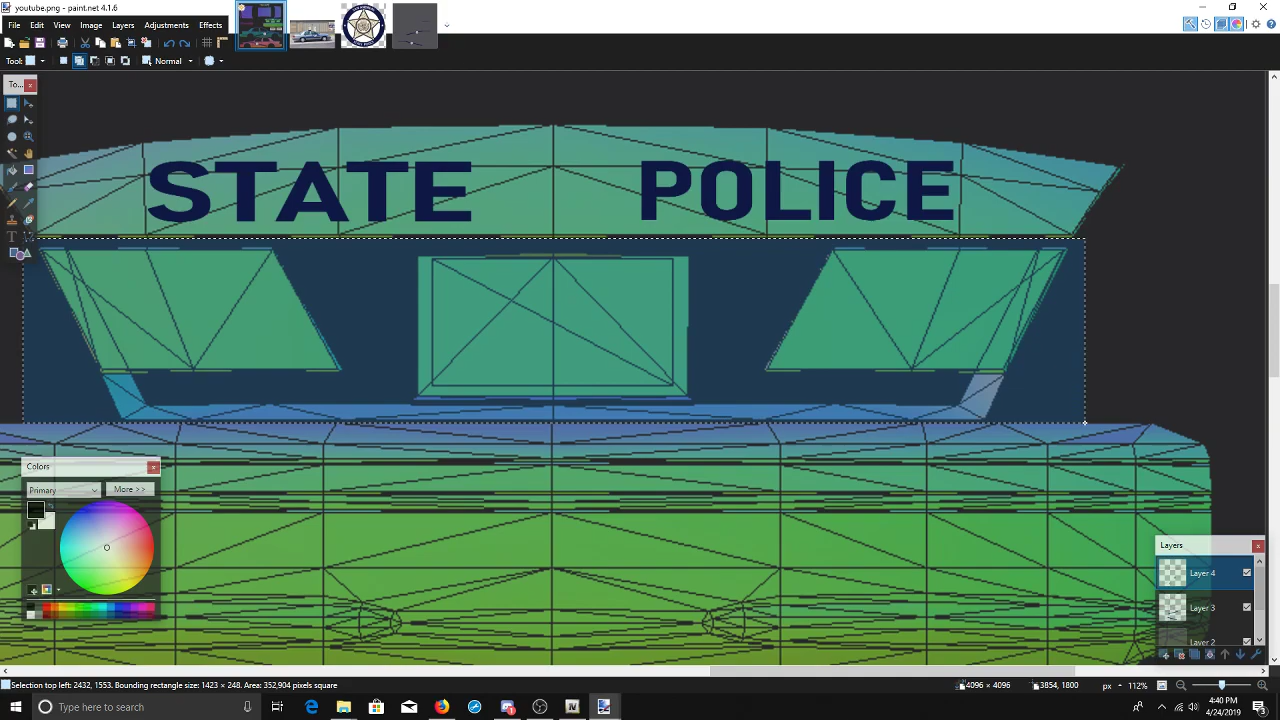 youtube.png - paint.net 4.1.6
File Edit View Image Layers Adjustments Effects
Tool: Normal
To...
STATE POLICE
Colors
Primary More >>
Layers
Layer 4
Layer 3
Layer 2
Selection top left: 2432, 1553. Bounding rectangle size: 1423 × 248. Area: 352,904 pixels square
4096 × 4096 3854, 1800 px 112%
Type here to search
4:40 PM
4/24/2019